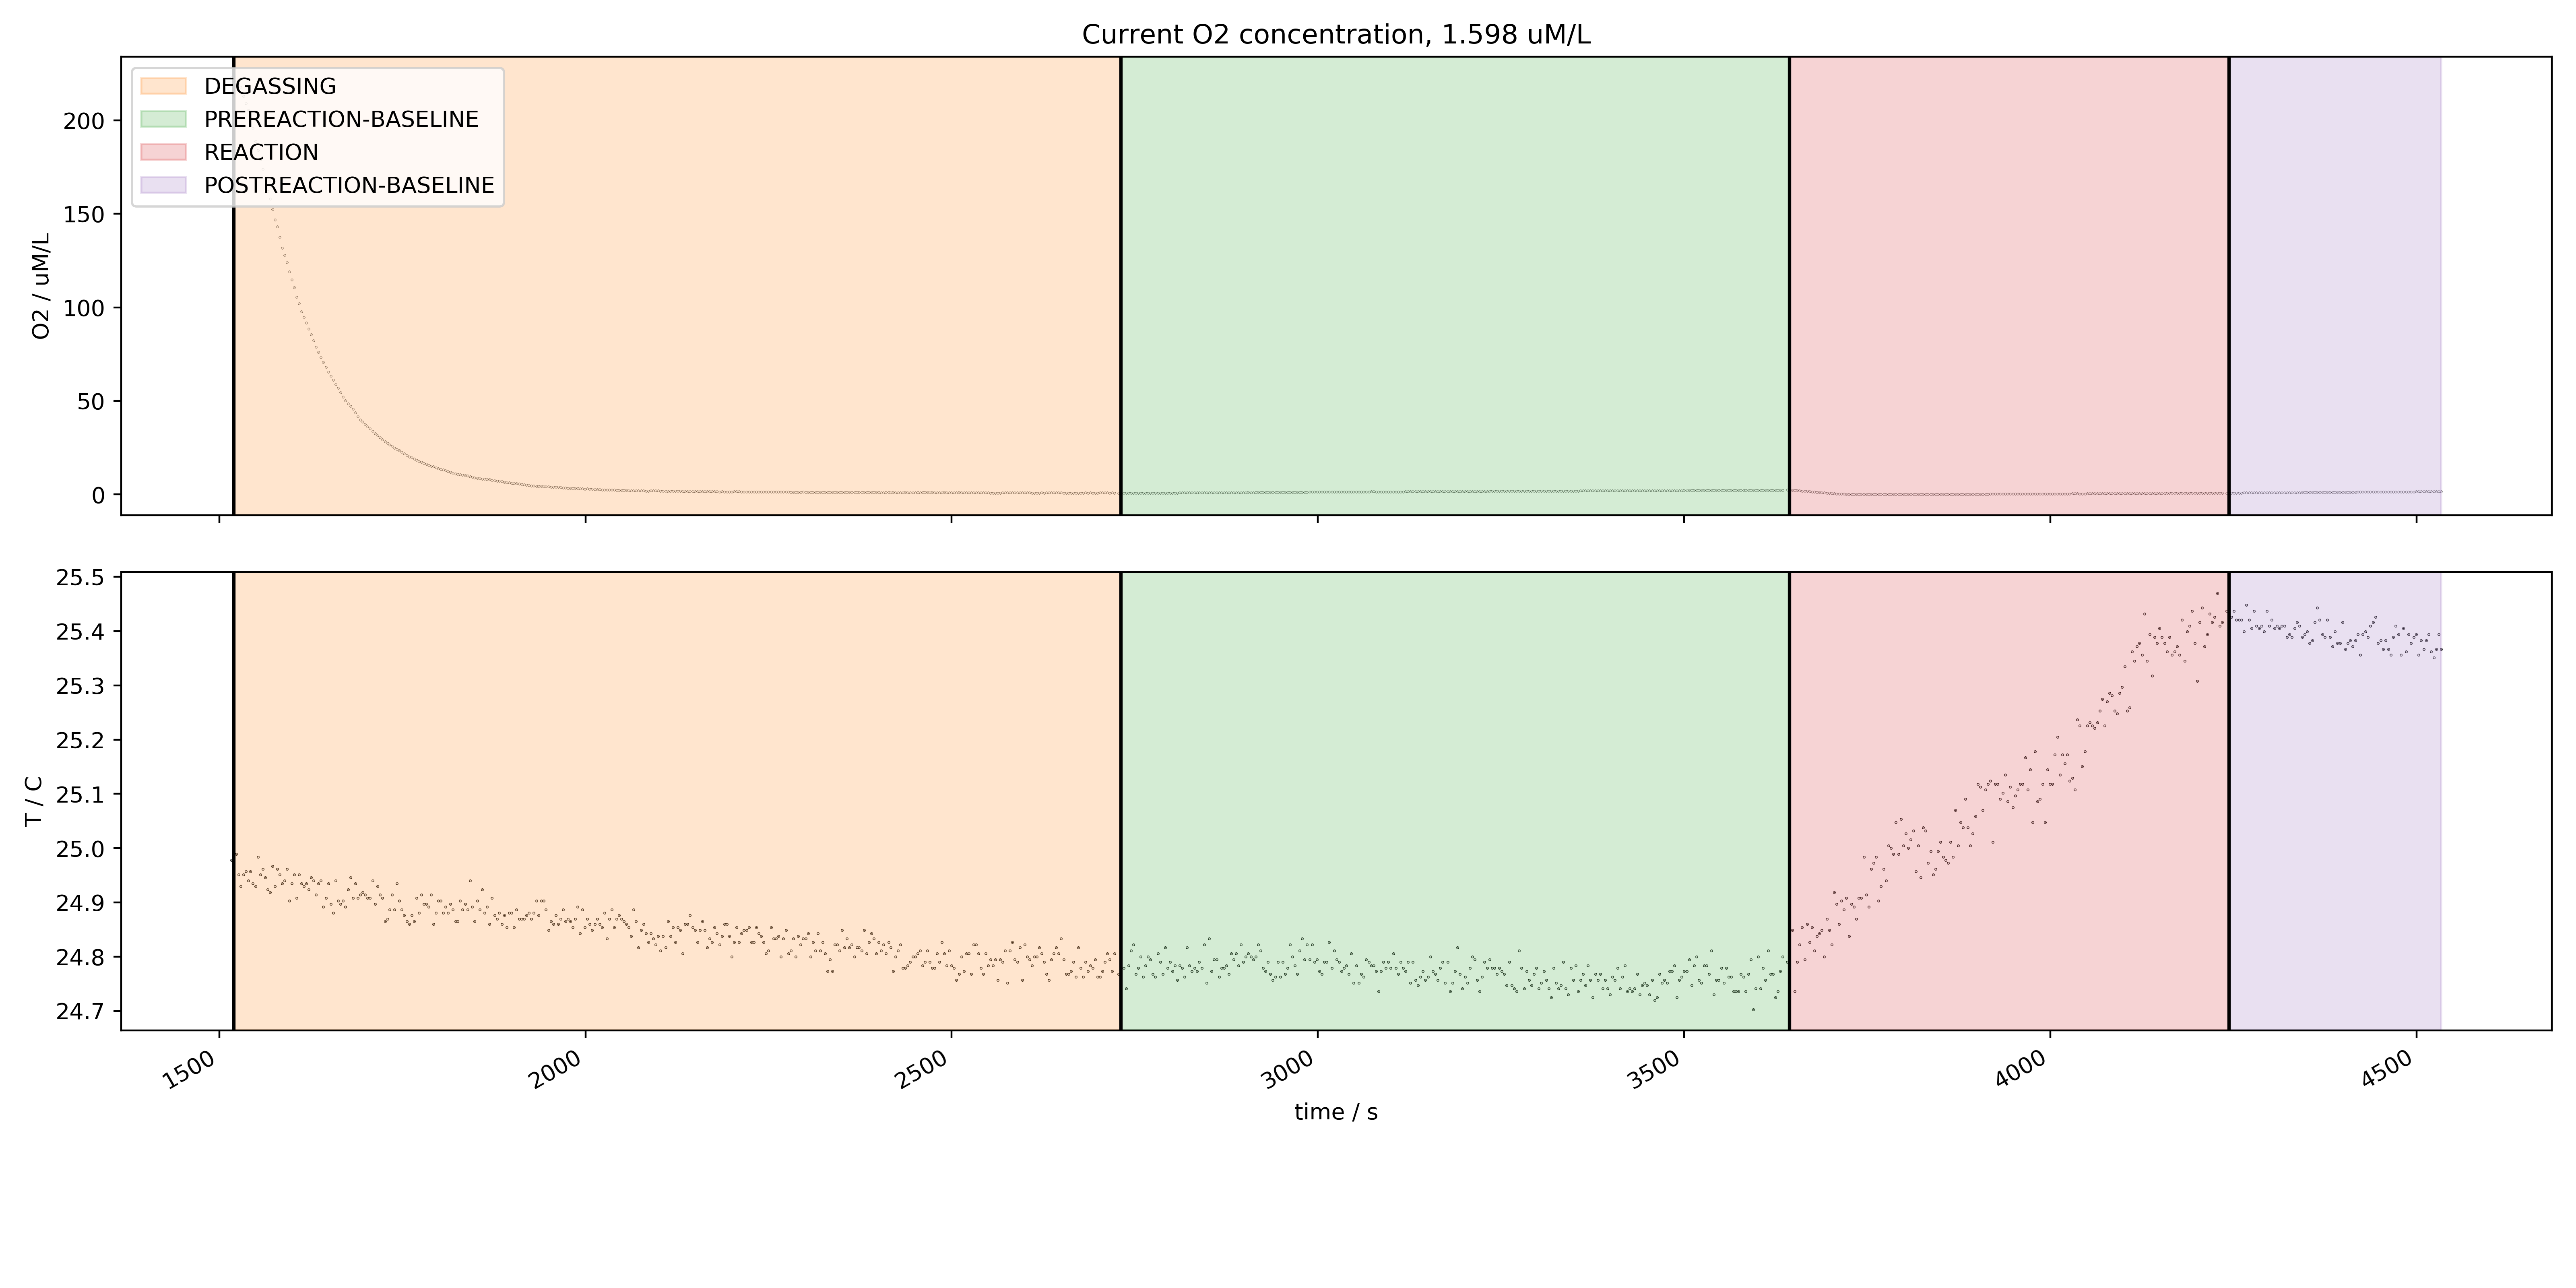 Current O2 concentration, 1.598 uM/L
DEGASSING
PREREACTION-BASELINE
REACTION
POSTREACTION-BASELINE
200
150
100
50
0
O2 / uM/L
25.5
25.4
25.3
25.2
25.1
25.0
24.9
24.8
24.7
T / C
1500 2000 2500 3000 3500 4000 4500
time / s